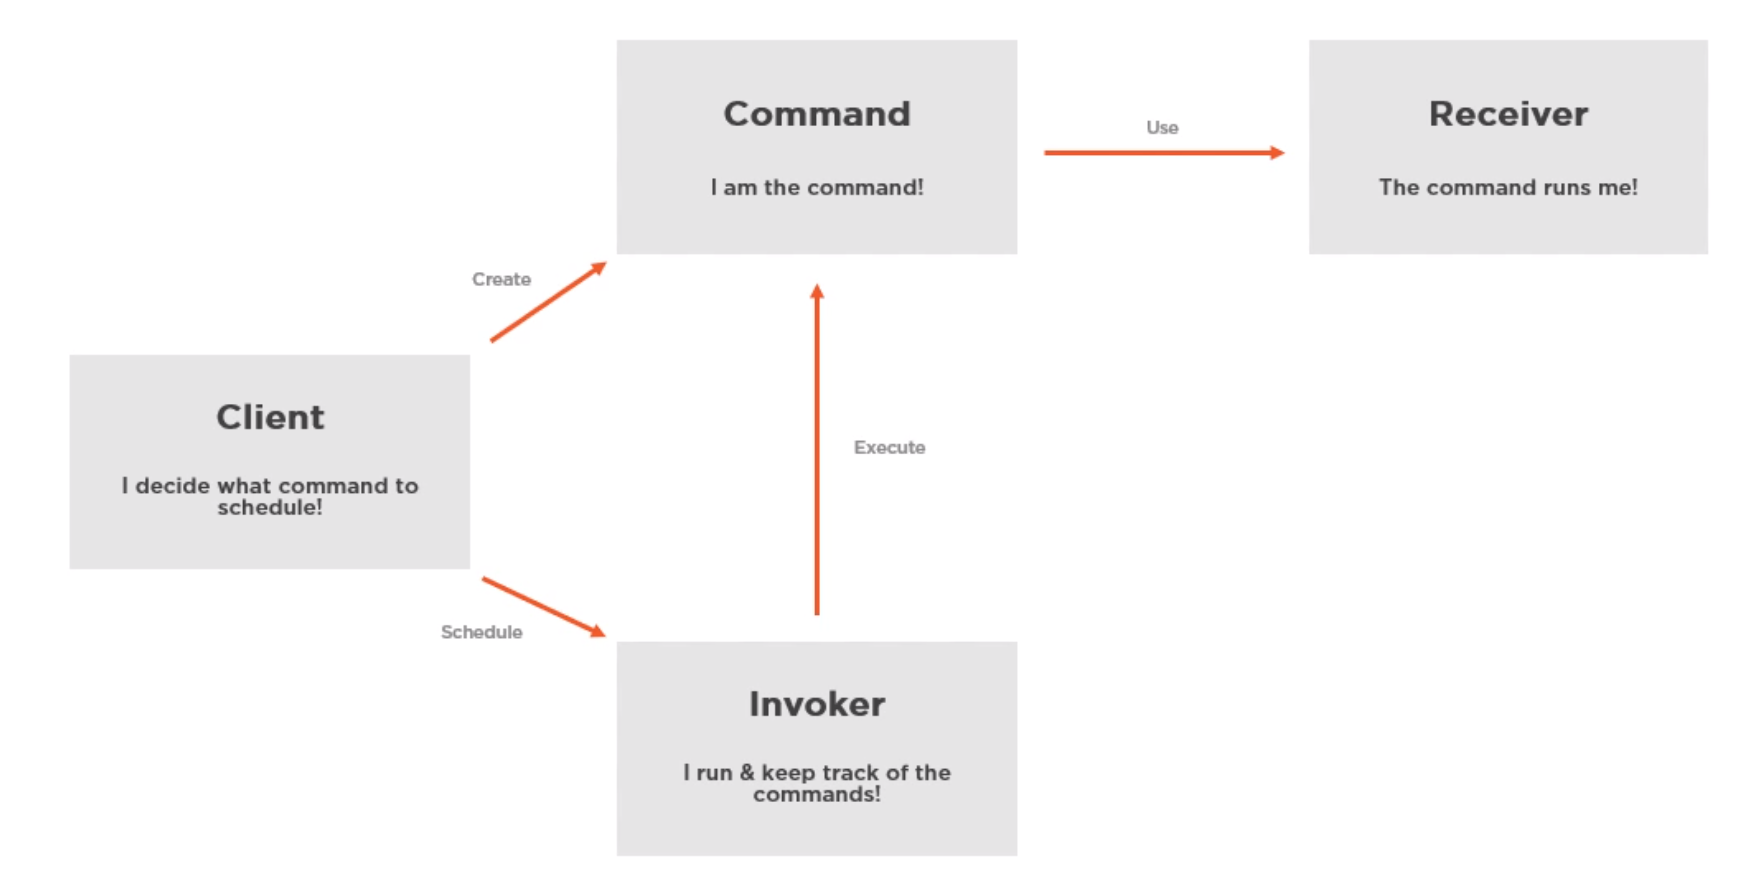 Command
I am the command!
Use
Receiver
The command runs me!
Create
Client
I decide what command to
schedule!
Execute
Schedule
Invoker
I run & keep track of the
commands!